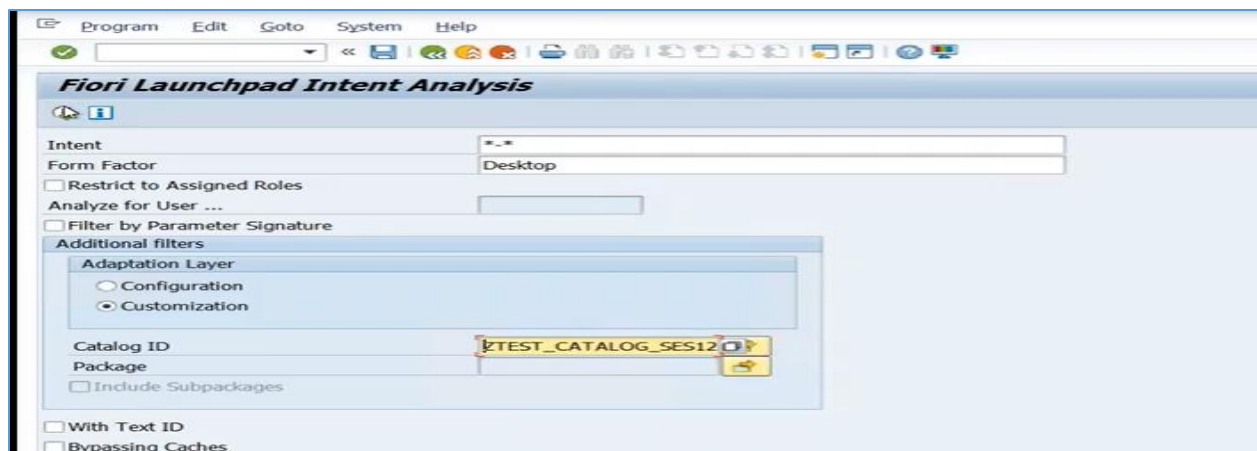 Program Edit Goto System Help
Fiori Launchpad Intent Analysis
Intent *-*
Form Factor Desktop
Restrict to Assigned Roles
Analyze for User ...
Filter by Parameter Signature
Additional filters
Adaptation Layer
Configuration
Customization
Catalog ID ZTEST_CATALOG_SES12
Package
Include Subpackages
With Text ID
Bypassing Caches